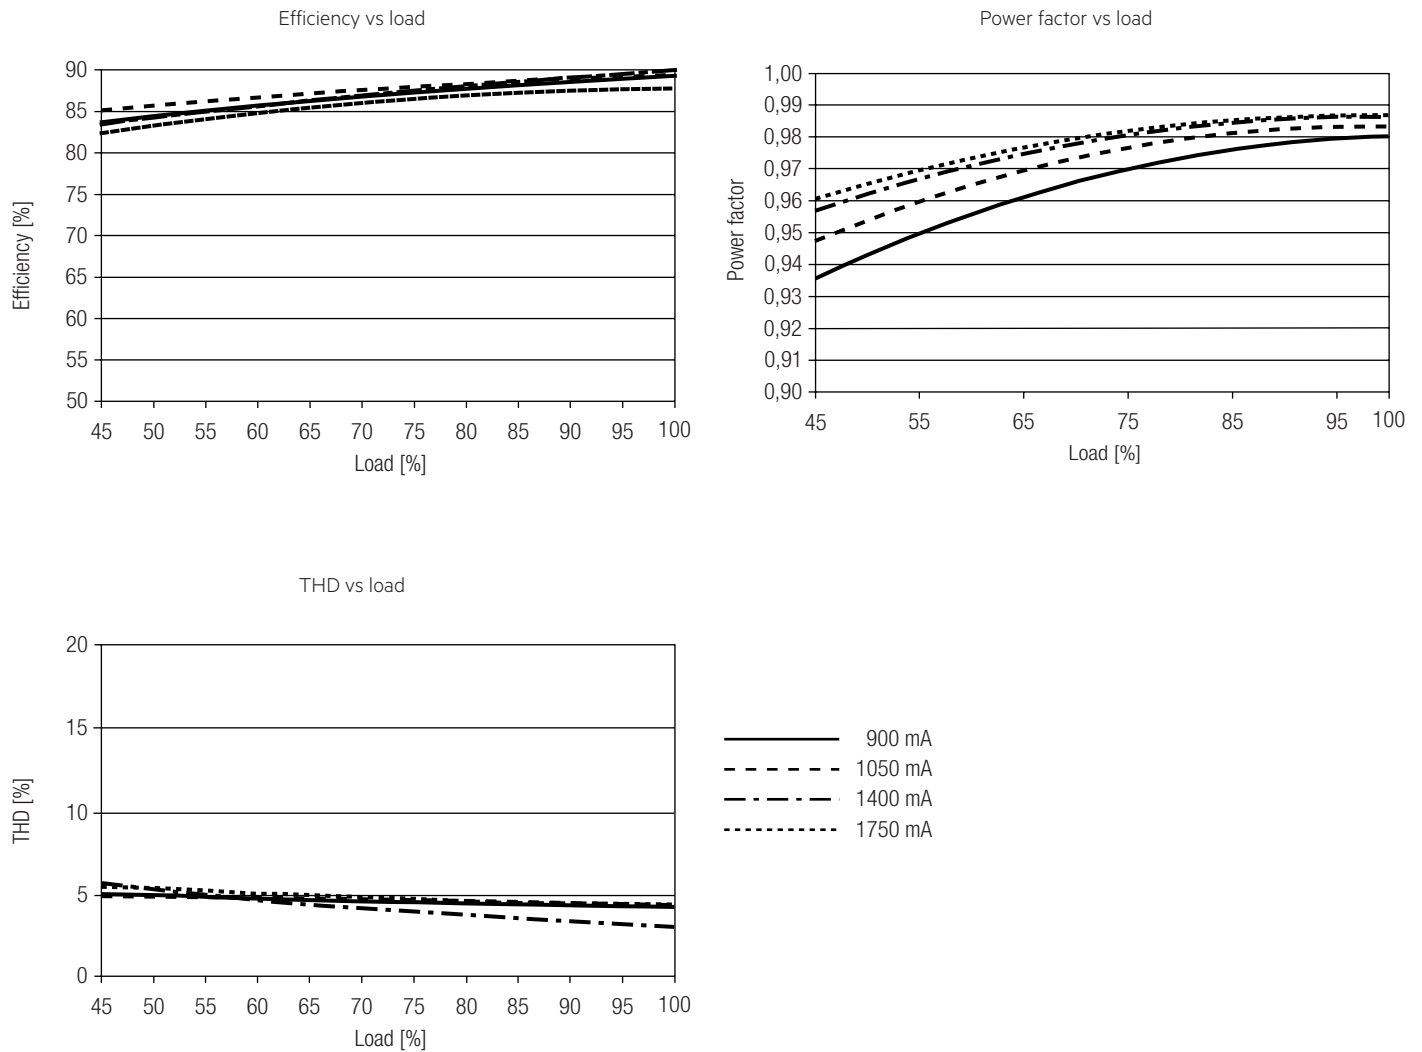 Efficiency vs load
90
85
80
75
70
65
60
55
50
Efficiency [%]
45 50 55 60 65 70 75 80 85 90 95 100
Load [%]
Power factor vs load
1,00
0,99
0,98
0,97
0,96
0,95
0,94
0,93
0,92
0,91
0,90
Power factor
45 55 65 75 85 95 100
Load [%]
THD vs load
20
15
10
5
0
THD [%]
45 50 55 60 65 70 75 80 85 90 95 100
Load [%]
900 mA
1050 mA
1400 mA
1750 mA